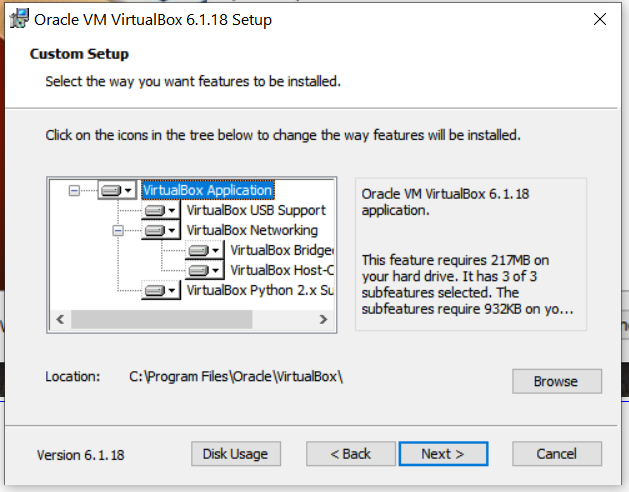 Oracle VM VirtualBox 6.1.18 Setup
Custom Setup
Select the way you want features to be installed.
Click on the icons in the tree below to change the way features will be installed.
VirtualBox Application
VirtualBox USB Support
VirtualBox Networking
VirtualBox Bridge
VirtualBox Host-C
VirtualBox Python 2.x Su
Oracle VM VirtualBox 6.1.18
application.
This feature requires 217MB on
your hard drive. It has 3 of 3
subfeatures selected. The
subfeatures require 932KB on yo...
Location: C:\Program Files\Oracle\VirtualBox\
Browse
Version 6.1.18
Disk Usage
< Back
Next >
Cancel